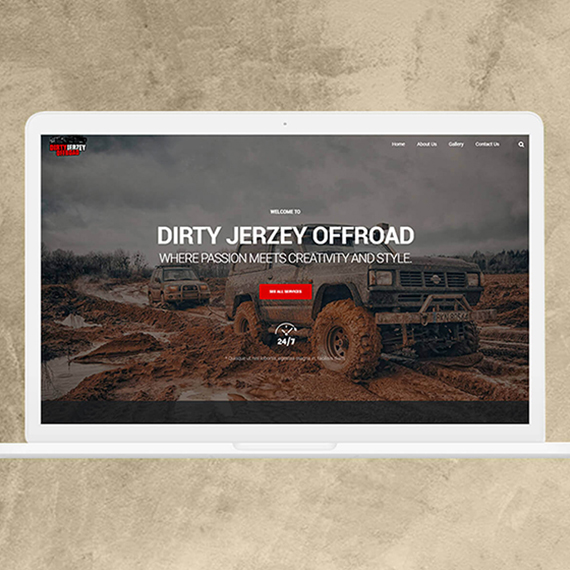 DIRTY JERZEY
OFFROAD
Home About Us Gallery Contact Us
WELCOME TO
DIRTY JERZEY OFFROAD
WHERE PASSION MEETS CREATIVITY AND STYLE.
SEE ALL SERVICES
24/7